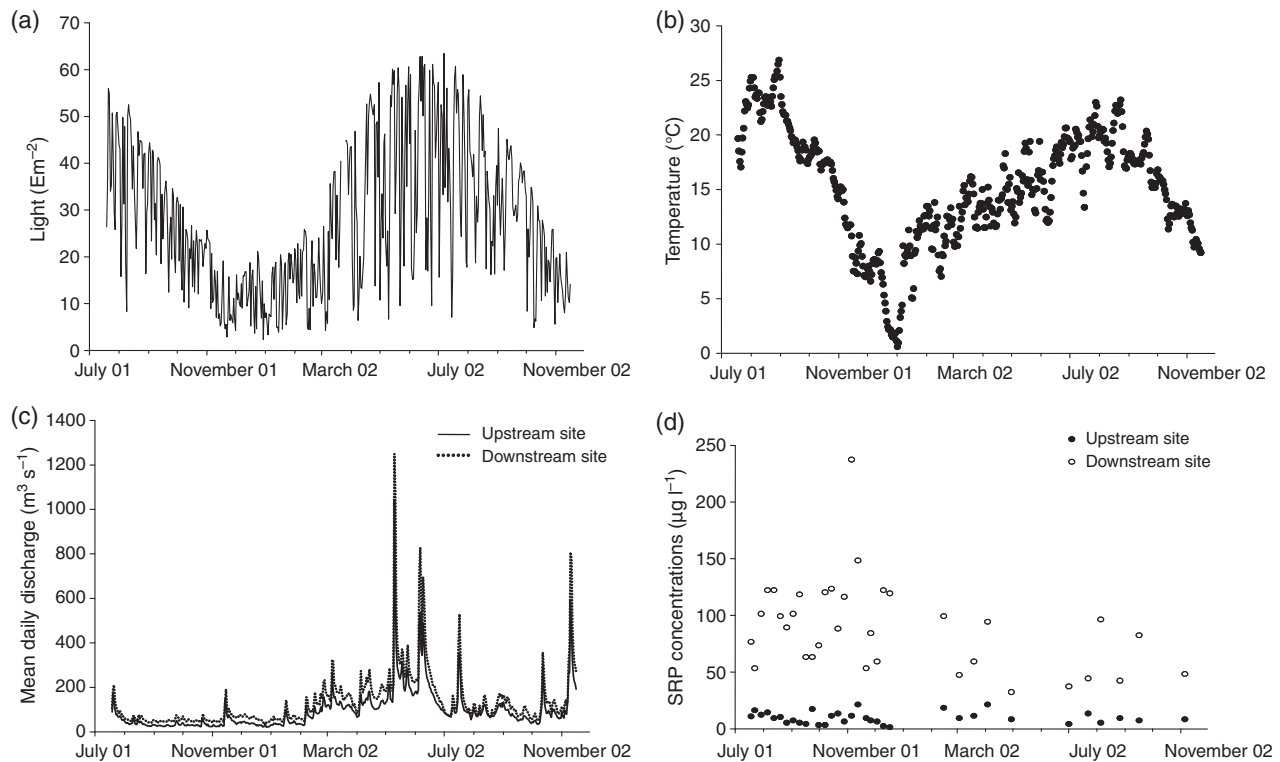 (a)
70
60
50
40
30
20
10
0
Light (Em−2)
July 01 November 01 March 02 July 02 November 02
(b)
30
25
20
15
10
5
0
Temperature (°C)
July 01 November 01 March 02 July 02 November 02
(c)
1400
1200
1000
800
600
400
200
0
Mean daily discharge (m3 s−1)
Upstream site
Downstream site
July 01 November 01 March 02 July 02 November 02
(d)
250
200
150
100
50
0
SRP concentrations (µg l−1)
Upstream site
Downstream site
July 01 November 01 March 02 July 02 November 02